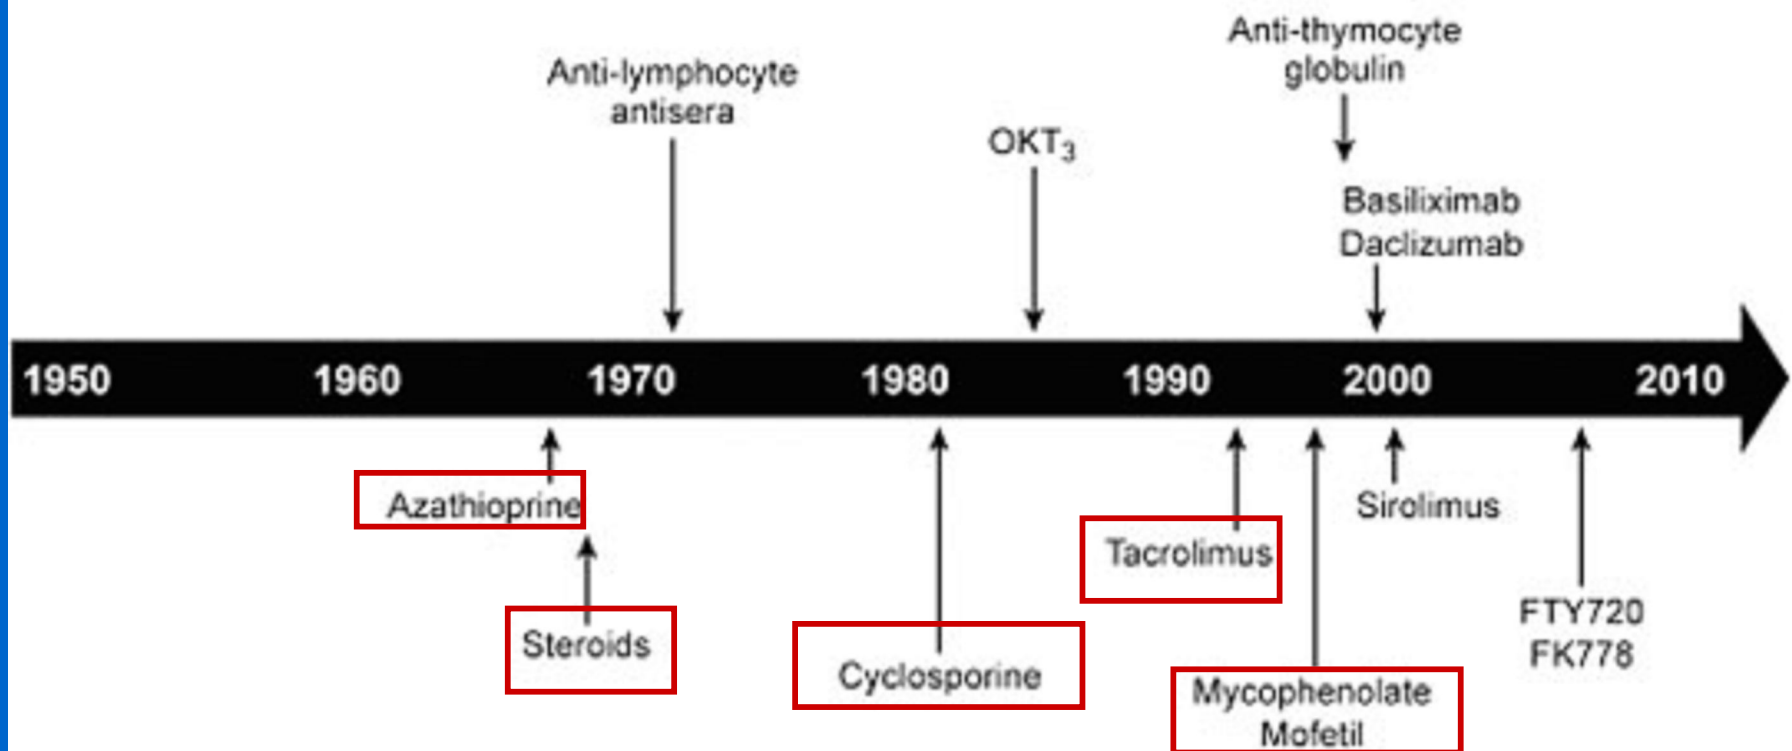 Anti-thymocyte
globulin
Anti-lymphocyte
antisera
OKT3
Basiliximab
Daclizumab
1950 1960 1970 1980 1990 2000 2010
Azathioprine
Sirolimus
Tacrolimus
Steroids
Cyclosporine
FTY720
FK778
Mycophenolate
Mofetil